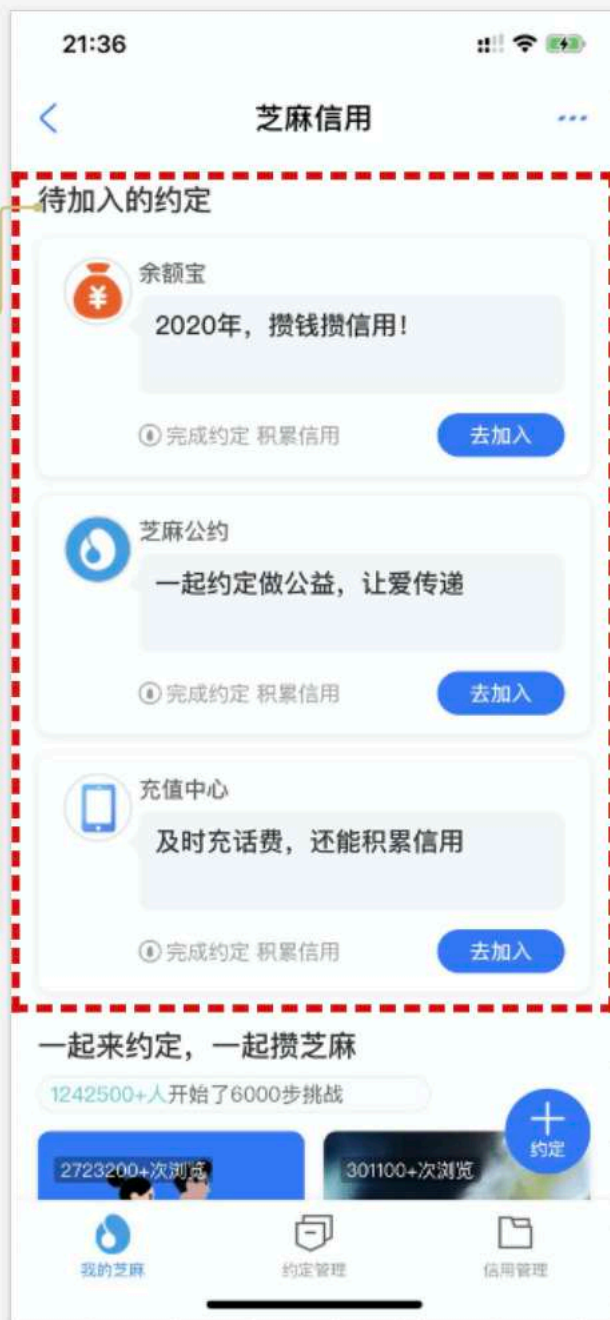 21:36
芝麻信用
待加入的约定
余额宝
2020年，攒钱攒信用！
完成约定 积累信用
去加入
芝麻公约
一起约定做公益，让爱传递
完成约定 积累信用
去加入
充值中心
及时充话费，还能积累信用
完成约定 积累信用
去加入
一起来约定，一起攒芝麻
1242500+人开始了6000步挑战
约定
2723200+次浏览
301100+次浏览
我的芝麻
约定管理
信用管理